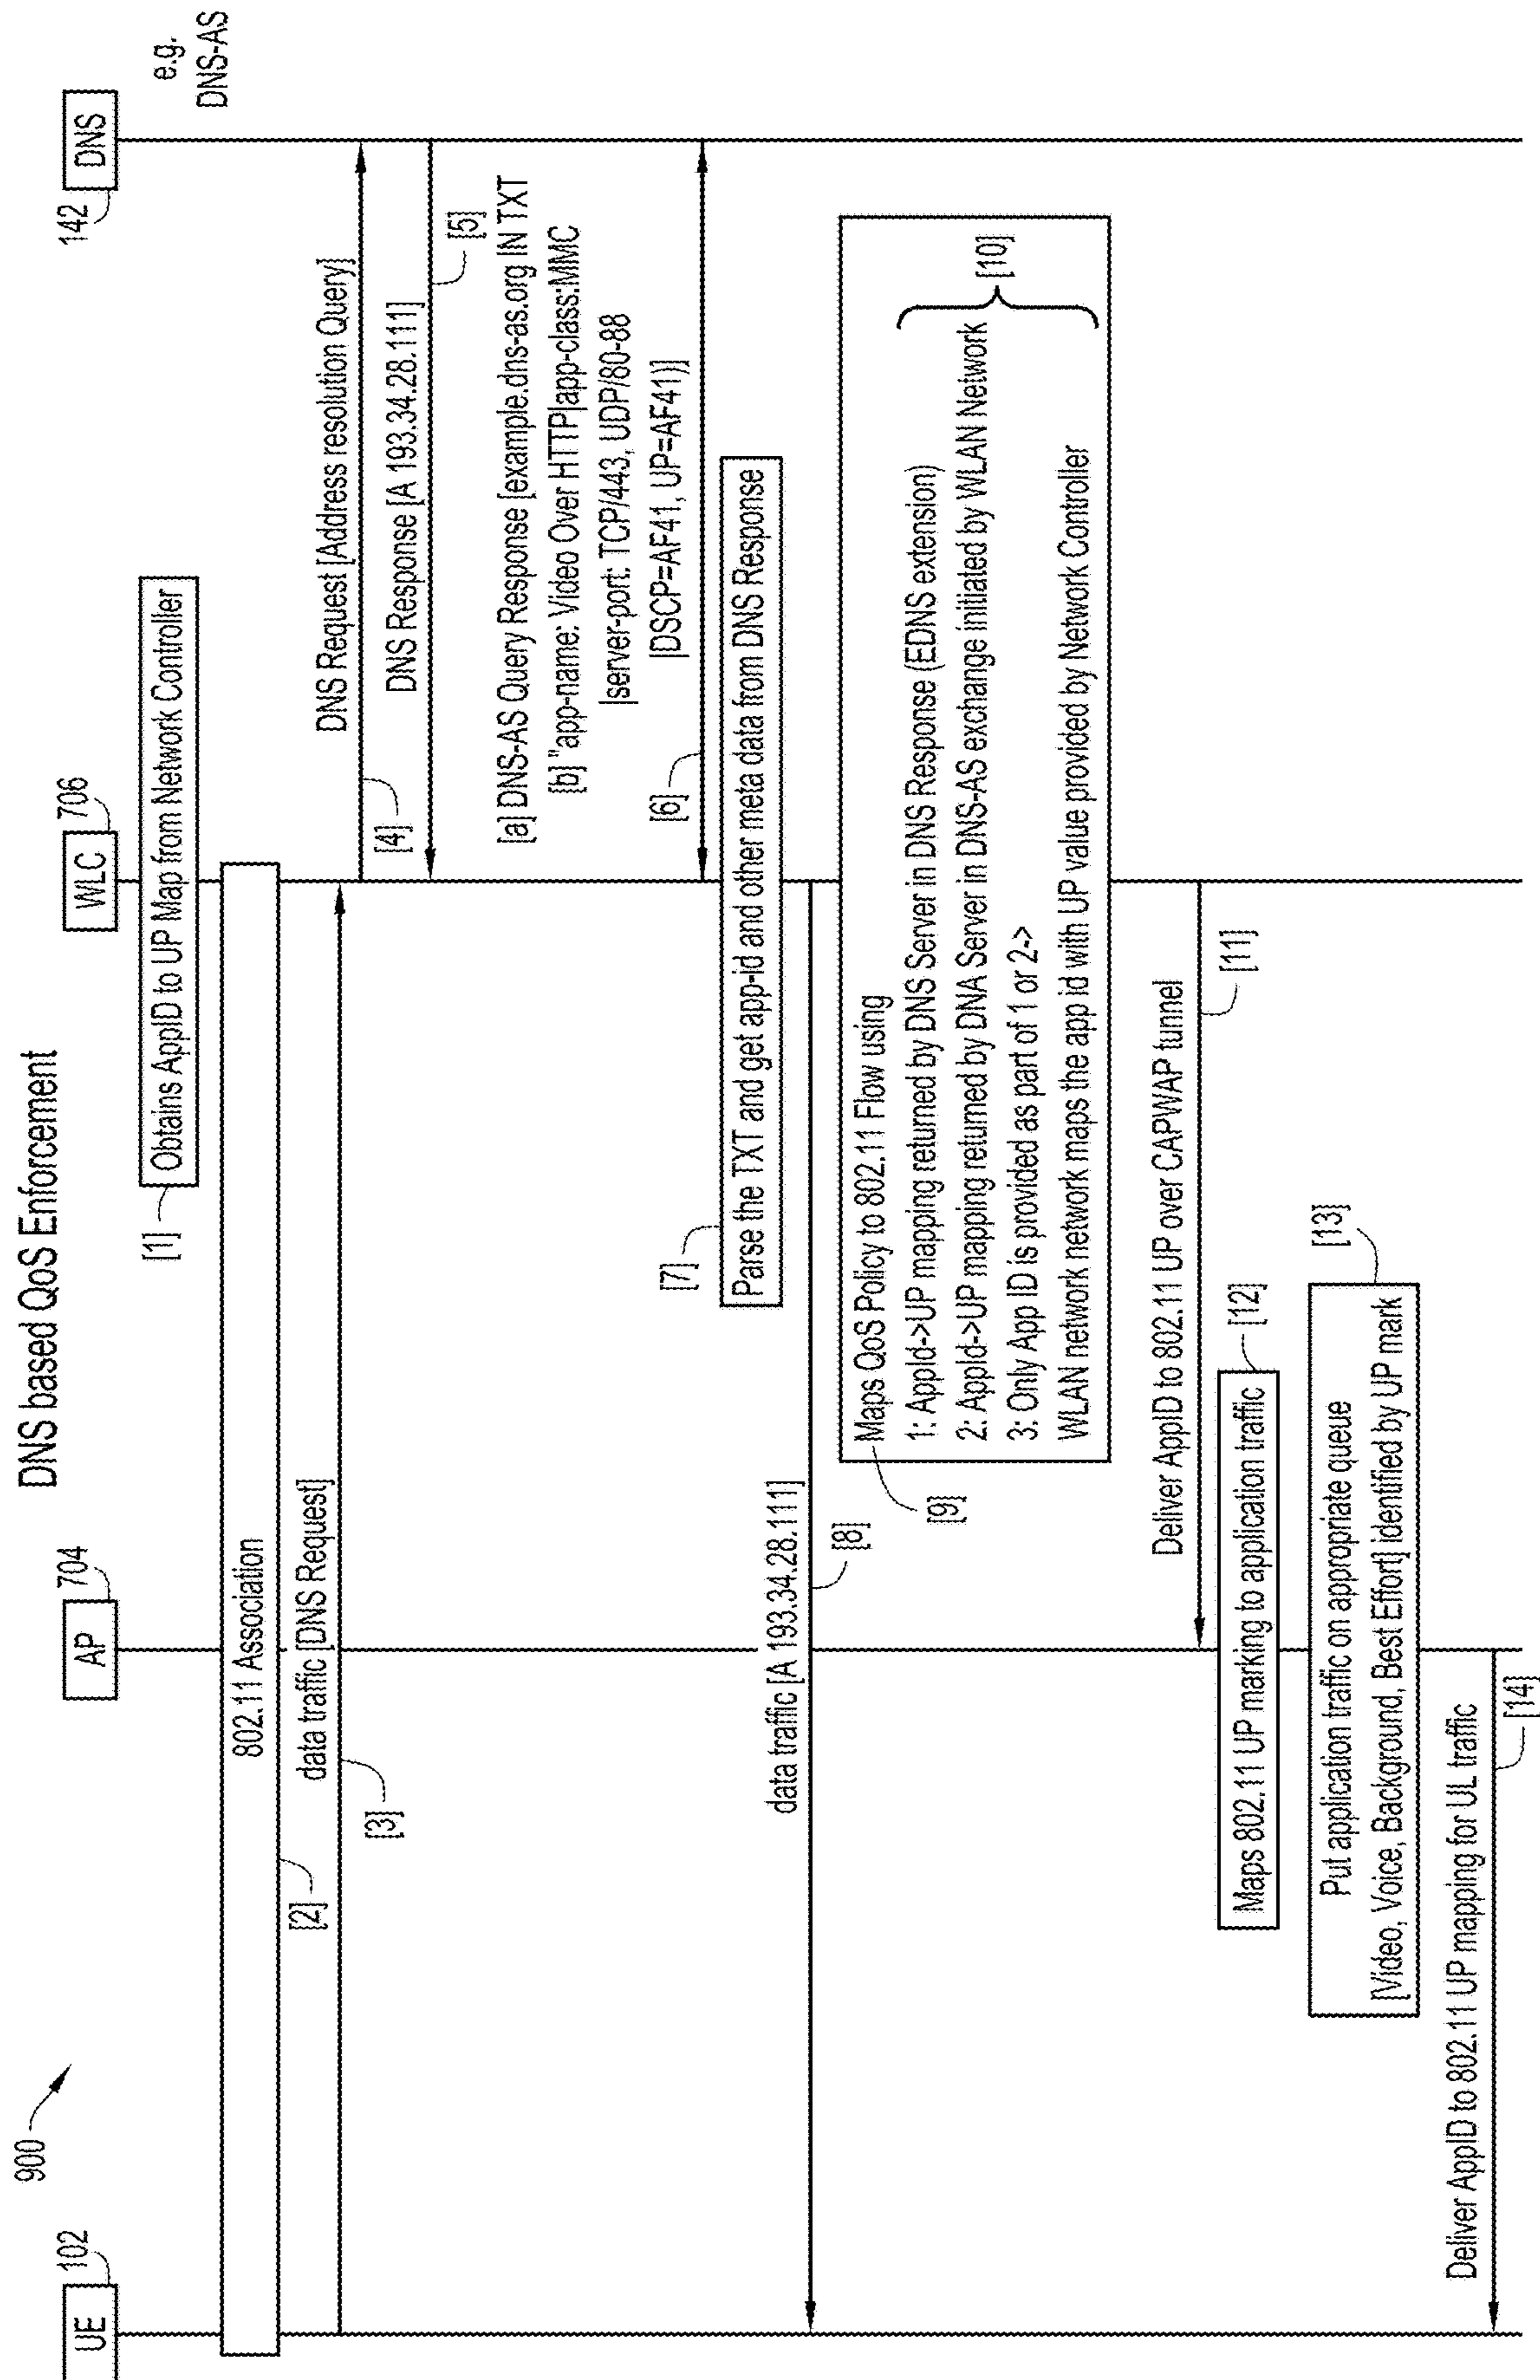 DNS based QoS Enforcement
900
UE
102
AP
704
WLC
706
DNS
142
e.g.
DNS-AS
[1]
Obtains AppID to UP Map from Network Controller
802.11 Association
[2]
data traffic [DNS Request]
[3]
DNS Request [Address resolution Query]
[4]
DNS Response [A 193.34.28.111]
[5]
[a] DNS-AS Query Response [example.dns-as.org IN TXT
[b] "app-name: Video Over HTTP|app-class:MMC
|server-port: TCP/443, UDP/80-88
|DSCP=AF41, UP=AF41)]
[6]
[7]
Parse the TXT and get app-id and other meta data from DNS Response
data traffic [A 193.34.28.111]
[8]
Maps QoS Policy to 802.11 Flow using
1: AppId->UP mapping returned by DNS Server in DNS Response (EDNS extension)
2: AppId->UP mapping returned by DNA Server in DNS-AS exchange initiated by WLAN Network
3: Only App ID is provided as part of 1 or 2->
WLAN network network maps the app id with UP value provided by Network Controller
[9]
[10]
Deliver AppID to 802.11 UP over CAPWAP tunnel
[11]
Maps 802.11 UP marking to application traffic
[12]
Put application traffic on appropriate queue
[Video, Voice, Background, Best Effort] identified by UP mark
[13]
Deliver AppID to 802.11 UP mapping for UL traffic
[14]